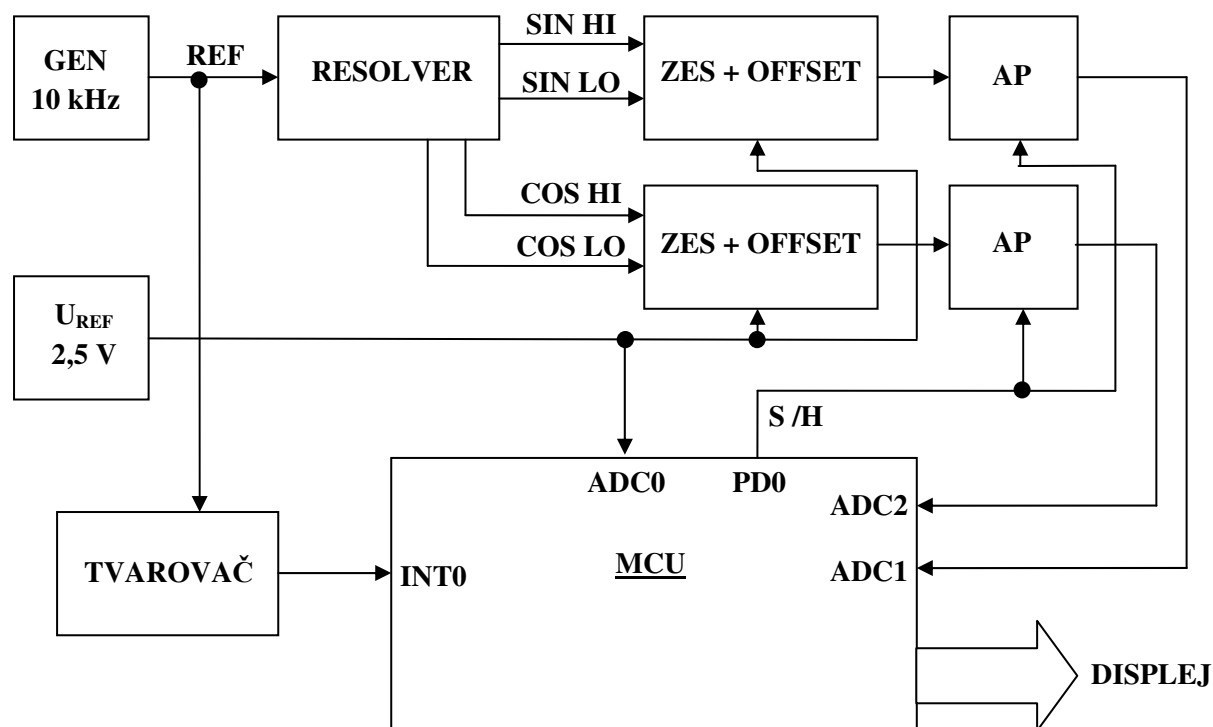 GEN
10 kHz
REF
RESOLVER
SIN HI
SIN LO
ZES + OFFSET
AP
COS HI
COS LO
ZES + OFFSET
AP
UREF
2,5 V
S /H
ADC0
PD0
ADC2
TVAROVAČ
INT0
MCU
ADC1
DISPLEJ